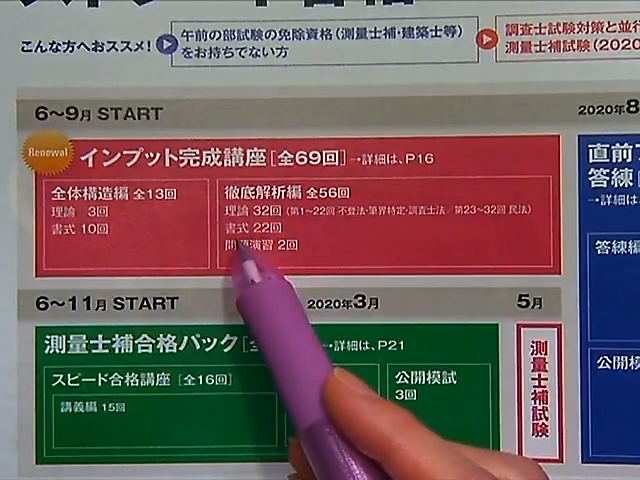 こんな方へおススメ!
午前の部試験の免除資格(測量士補・建築士等)
をお持ちでない方
調査士試験対策と並行
測量士補試験(2020
6〜9月 START
2020年8
Renewal
インプット完成講座[全69回]→詳細は、P16
全体構造編 全13回
理論 3回
書式 10回
徹底解析編 全56回
理論 32回(第1〜22回 不登法・筆界特定・調査士法/第23〜32回 民法)
書式 22回
問題演習 2回
直前
答練
→詳細は
答練編
公開模
6〜11月 START
2020年3月
5月
測量士補合格パック[全
→詳細は、P21
スピード合格講座[全16回]
講義編 15回
公開模試
3回
測量士補試験